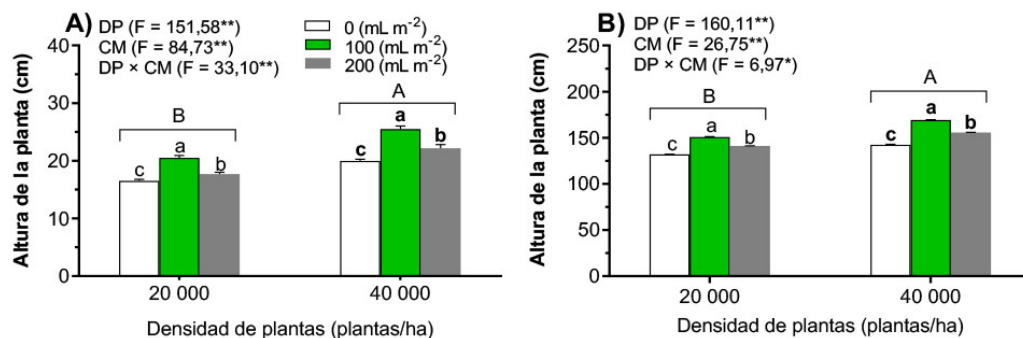 A)
DP (F = 151,58**)
CM (F = 84,73**)
DP × CM (F = 33,10**)
0 (mL m⁻²)
100 (mL m⁻²)
200 (mL m⁻²)
Altura de la planta (cm)
40
30
20
10
0
B
c a b
A
c a b
20 000 40 000
Densidad de plantas (plantas/ha)
B)
DP (F = 160,11**)
CM (F = 26,75**)
DP × CM (F = 6,97*)
Altura de la planta (cm)
250
200
150
100
50
0
B
c a b
A
c a b
20 000 40 000
Densidad de plantas (plantas/ha)